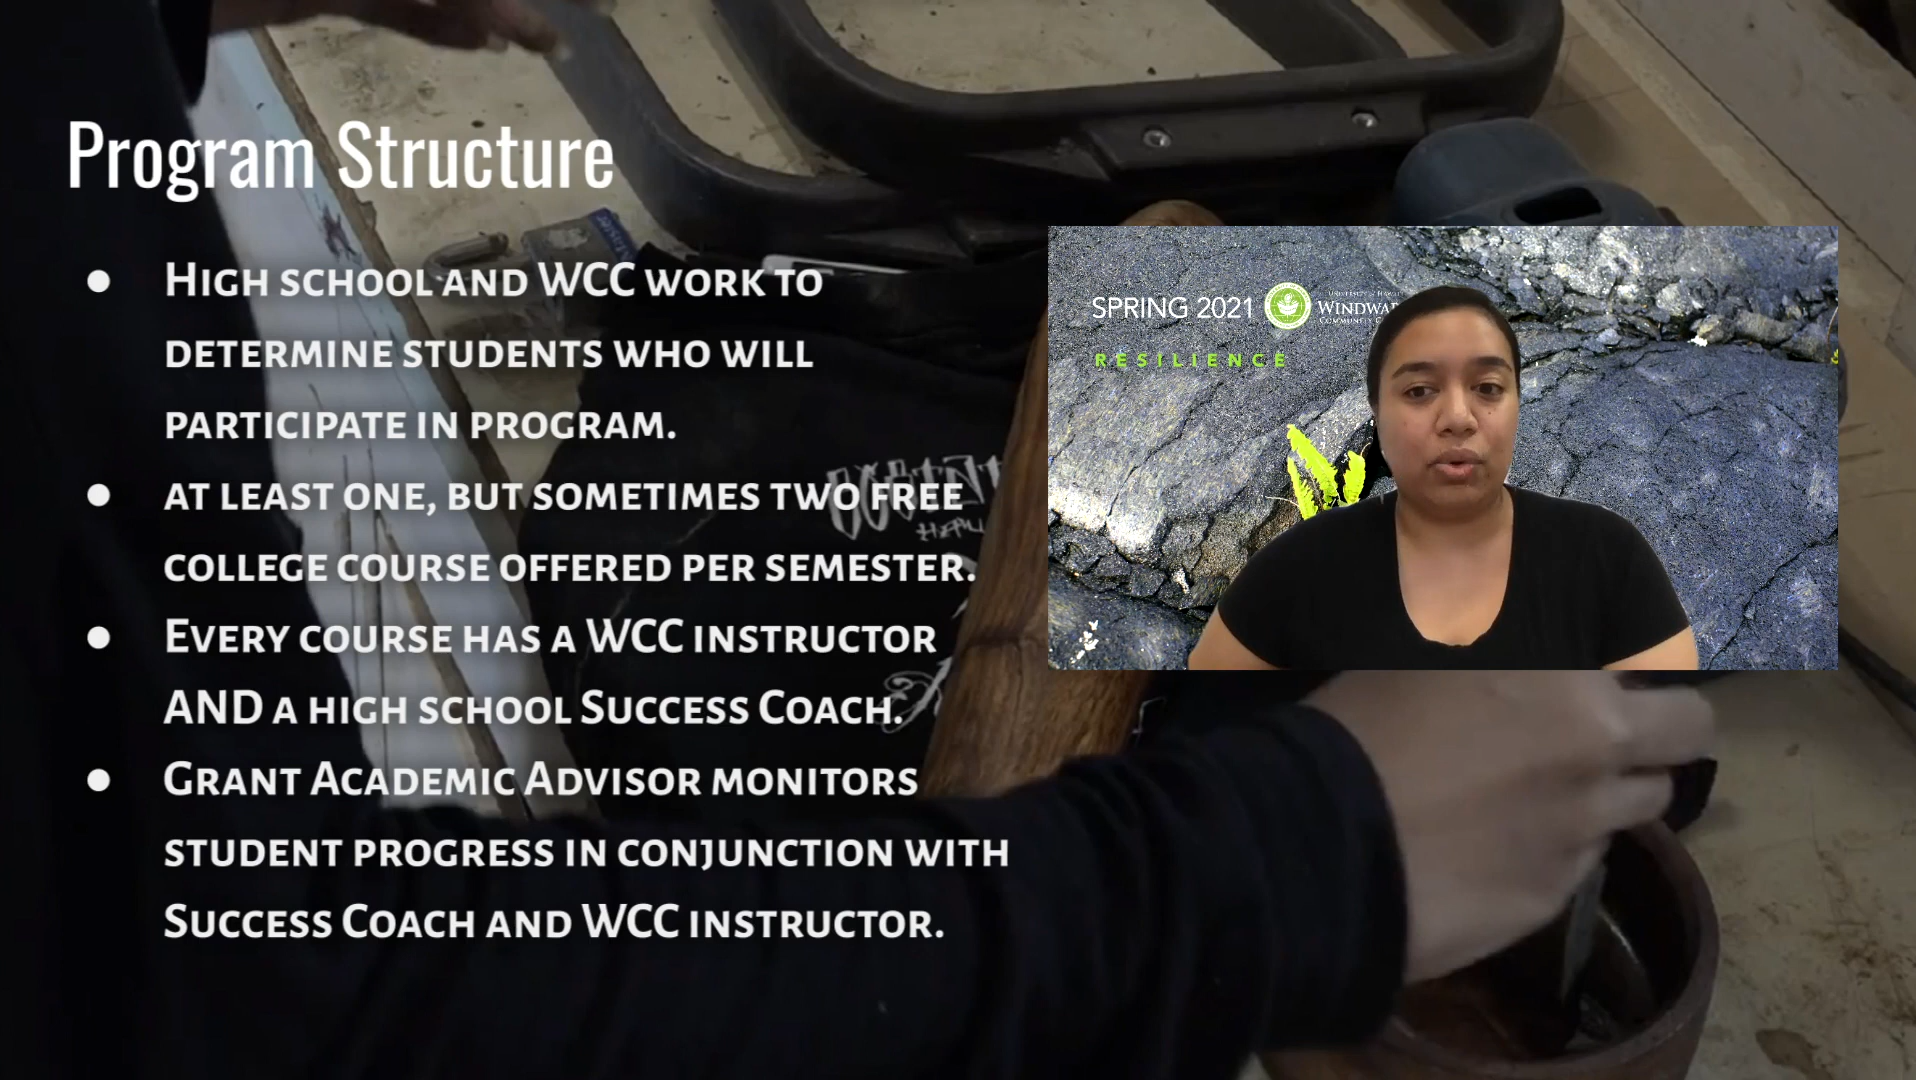 Program Structure
● High school and WCC work to
determine students who will
participate in program.
● at least one, but sometimes two free
college course offered per semester.
● Every course has a WCC instructor
AND a high school Success Coach.
● Grant Academic Advisor monitors
student progress in conjunction with
Success Coach and WCC instructor.
SPRING 2021
RESILIENCE